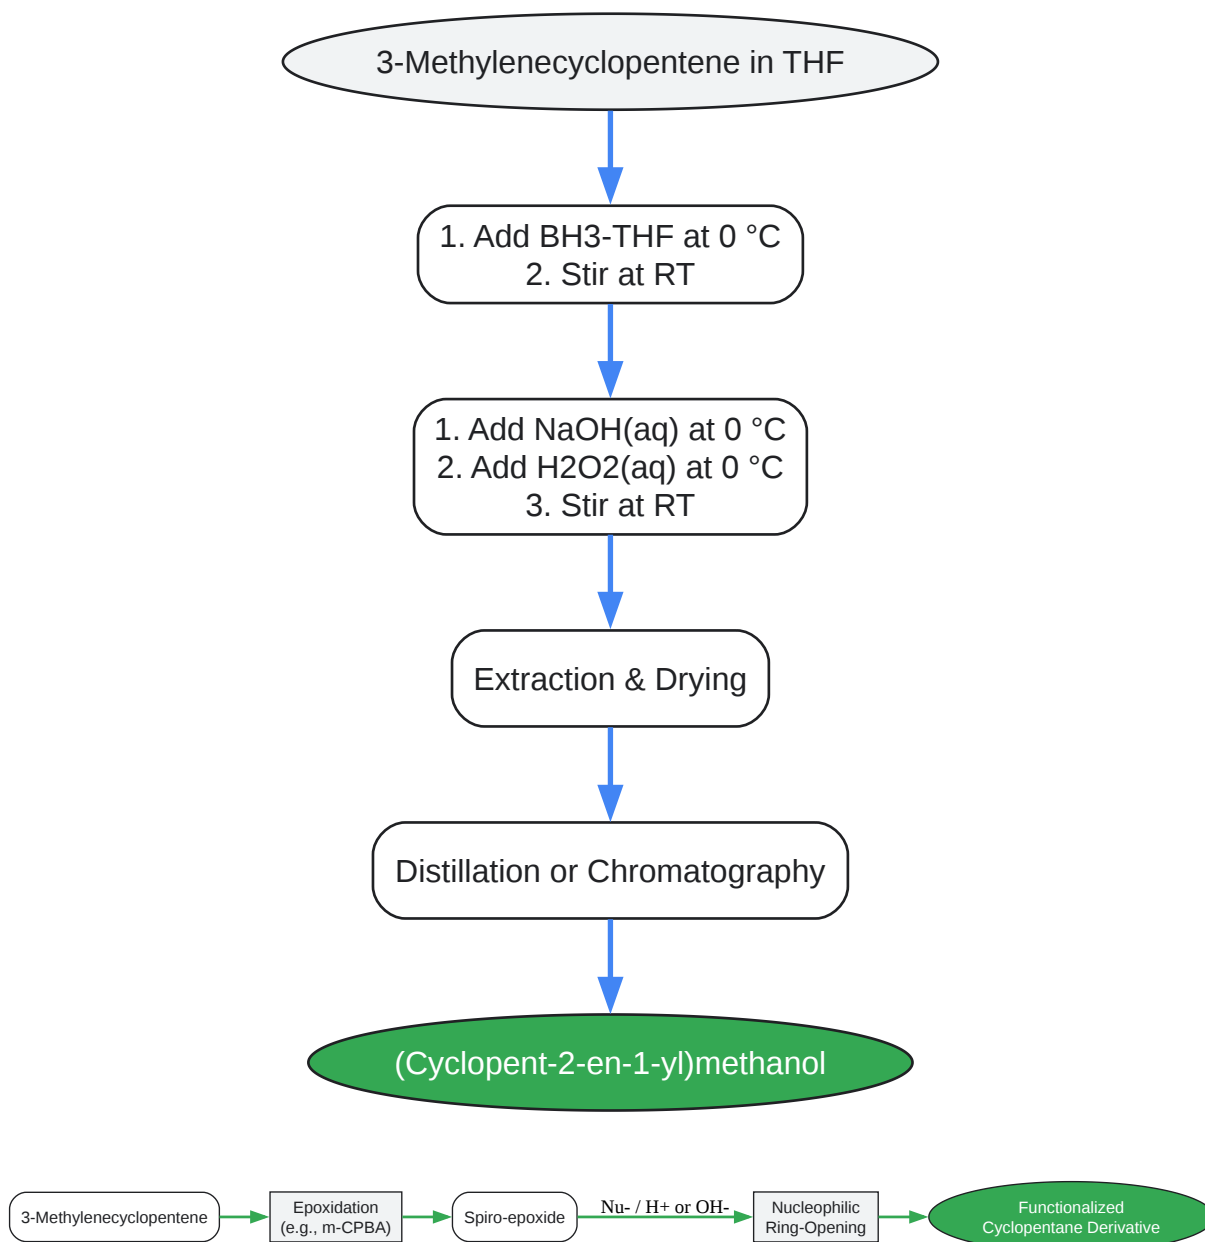 3-Methylenecyclopentene in THF
1. Add BH3-THF at 0 °C
2. Stir at RT
1. Add NaOH(aq) at 0 °C
2. Add H2O2(aq) at 0 °C
3. Stir at RT
Extraction & Drying
Distillation or Chromatography
(Cyclopent-2-en-1-yl)methanol
3-Methylenecyclopentene
Epoxidation
(e.g., m-CPBA)
Spiro-epoxide
Nu- / H+ or OH-
Nucleophilic
Ring-Opening
Functionalized
Cyclopentane Derivative